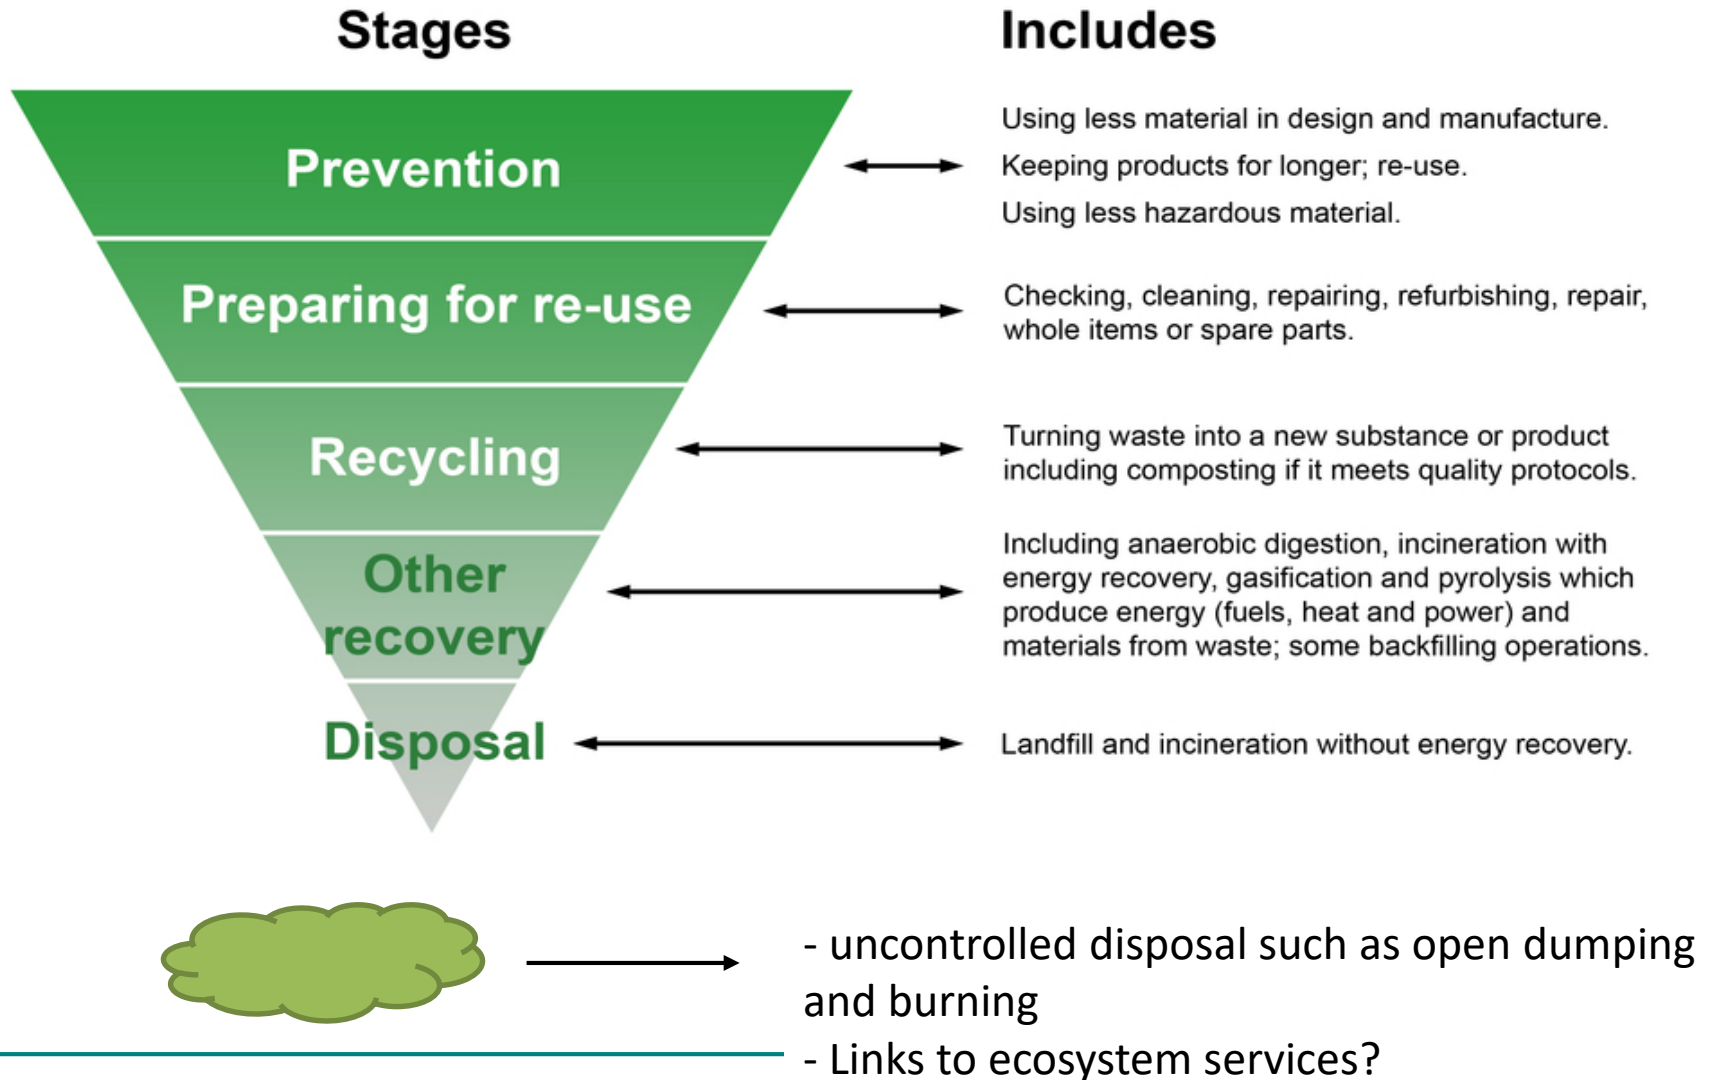 Stages
Includes
Prevention
Using less material in design and manufacture.
Keeping products for longer; re-use.
Using less hazardous material.
Preparing for re-use
Checking, cleaning, repairing, refurbishing, repair,
whole items or spare parts.
Recycling
Turning waste into a new substance or product
including composting if it meets quality protocols.
Other
recovery
Including anaerobic digestion, incineration with
energy recovery, gasification and pyrolysis which
produce energy (fuels, heat and power) and
materials from waste; some backfilling operations.
Disposal
Landfill and incineration without energy recovery.
- uncontrolled disposal such as open dumping
and burning
- Links to ecosystem services?